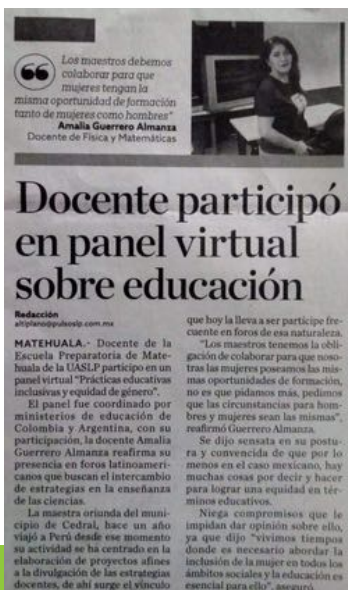 “
Los maestros debemos
colaborar para que
mujeres tengan la
misma oportunidad de formación
tanto de mujeres como hombres"
Amalia Guerrero Almanza
Docente de Física y Matemáticas
Docente participó
en panel virtual
sobre educación
Redacción
altiplano@pulsoslp.com.mx
MATEHUALA.- Docente de la
Escuela Preparatoria de Mate-
huala de la UASLP participo en un
panel virtual "Prácticas educativas
inclusivas y equidad de género".
El panel fue coordinado por
ministerios de educación de
Colombia y Argentina, con su
participación, la docente Amalia
Guerrero Almanza reafirma su
presencia en foros latinoameri-
canos que buscan el intercambio
de estrategias en la enseñanza
de las ciencias.
La maestra oriunda del muni-
cipio de Cedral, hace un año
viajó a Perú desde ese momento
su actividad se ha centrado en la
elaboración de proyectos afines
a la divulgación de las estrategias
docentes, de ahí surge el vínculo
que hoy la lleva a ser partícipe fre-
cuente en foros de esa naturaleza.
"Los maestros tenemos la obli-
gación de colaborar para que noso-
tras las mujeres poseamos las mis-
mas oportunidades de formación,
no es que pidamos más, pedimos
que las circunstancias para hom-
bres y mujeres sean las mismas",
reafirmó Guerrero Almanza.
Se dijo sensata en su postu-
ra y convencida de que por lo
menos en el caso mexicano, hay
muchas cosas por decir y hacer
para lograr una equidad en tér-
minos educativos.
Niega compromisos que le
impidan dar opinión sobre ello,
ya que dijo "vivimos tiempos
donde es necesario abordar la
inclusión de la mujer en todos los
ámbitos sociales y la educación es
esencial para ello", aseguró